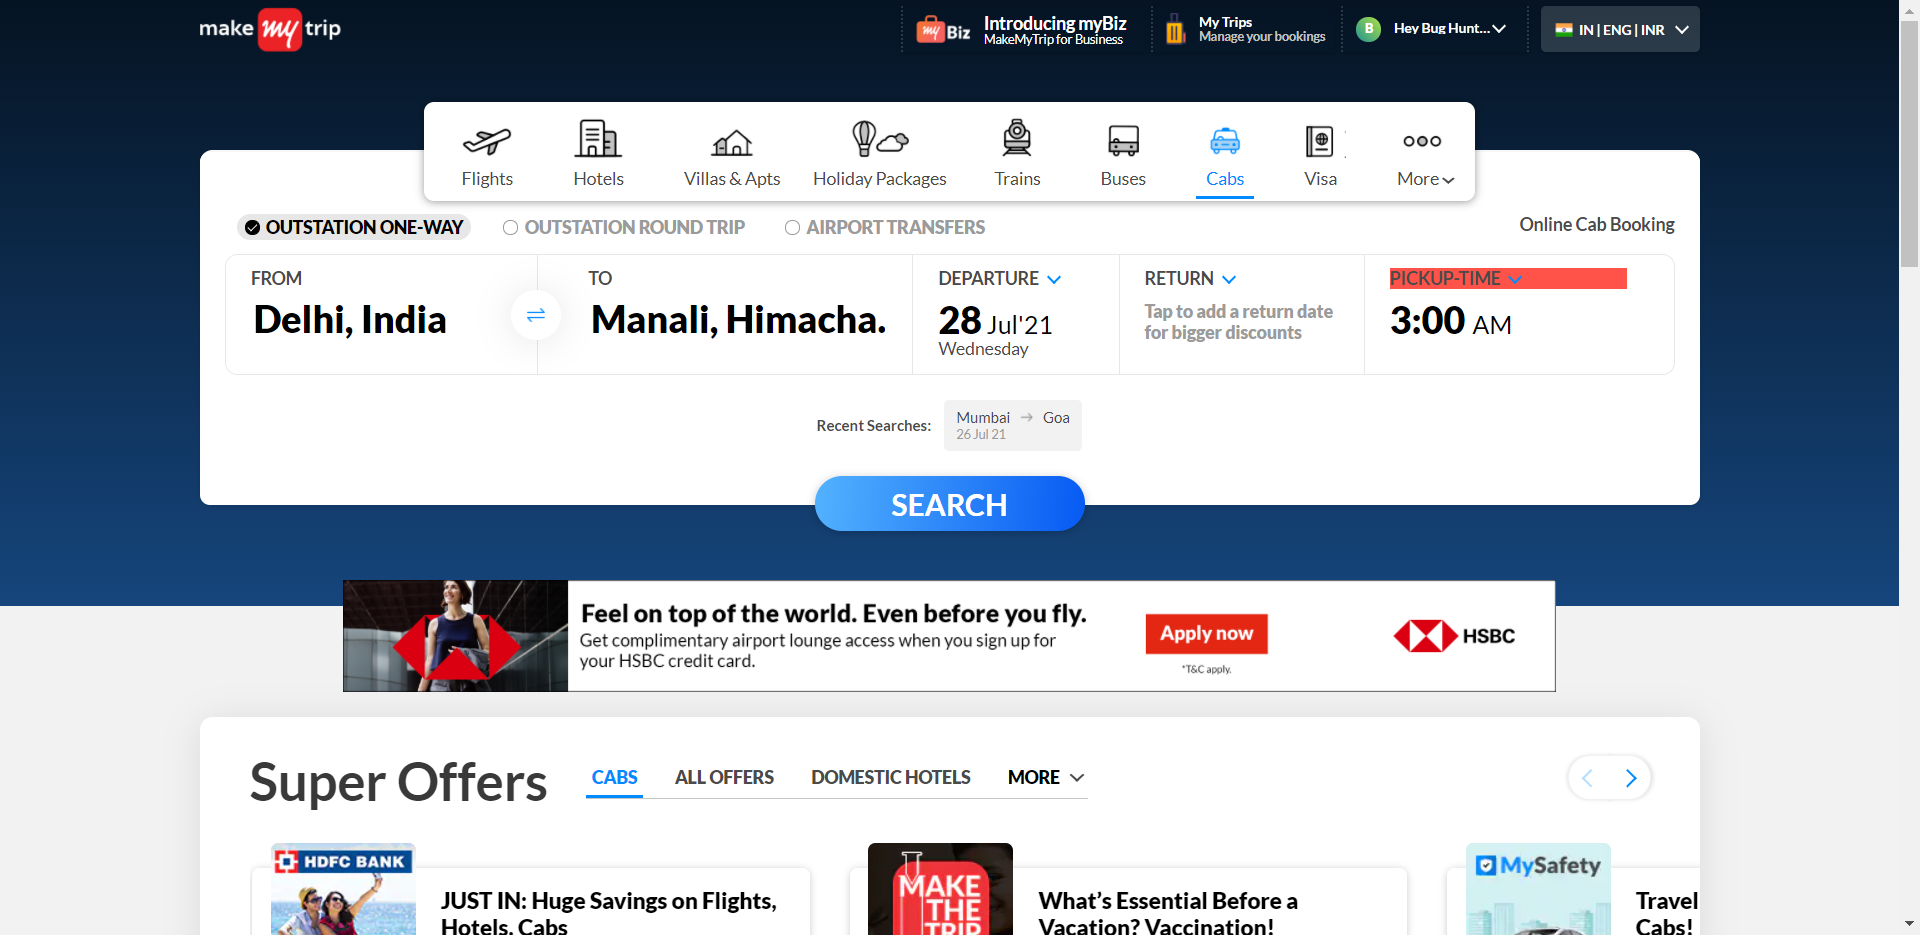 make my trip
my Biz
Introducing myBiz
MakeMyTrip for Business
My Trips
Manage your bookings
B
Hey Bug Hunt...
IN | ENG | INR
Flights
Hotels
Villas & Apts
Holiday Packages
Trains
Buses
Cabs
Visa
More
OUTSTATION ONE-WAY
OUTSTATION ROUND TRIP
AIRPORT TRANSFERS
Online Cab Booking
FROM
Delhi, India
TO
Manali, Himacha.
DEPARTURE
28 Jul'21
Wednesday
RETURN
Tap to add a return date
for bigger discounts
PICKUP-TIME
3:00 AM
Recent Searches:
Mumbai → Goa
26 Jul 21
SEARCH
Feel on top of the world. Even before you fly.
Get complimentary airport lounge access when you sign up for
your HSBC credit card.
Apply now
*T&C apply.
HSBC
Super Offers
CABS
ALL OFFERS
DOMESTIC HOTELS
MORE
HDFC BANK
JUST IN: Huge Savings on Flights,
Hotels, Cabs
MAKE
THE
TRIP
What’s Essential Before a
Vacation? Vaccination!
MySafety
Travel
Cabs!